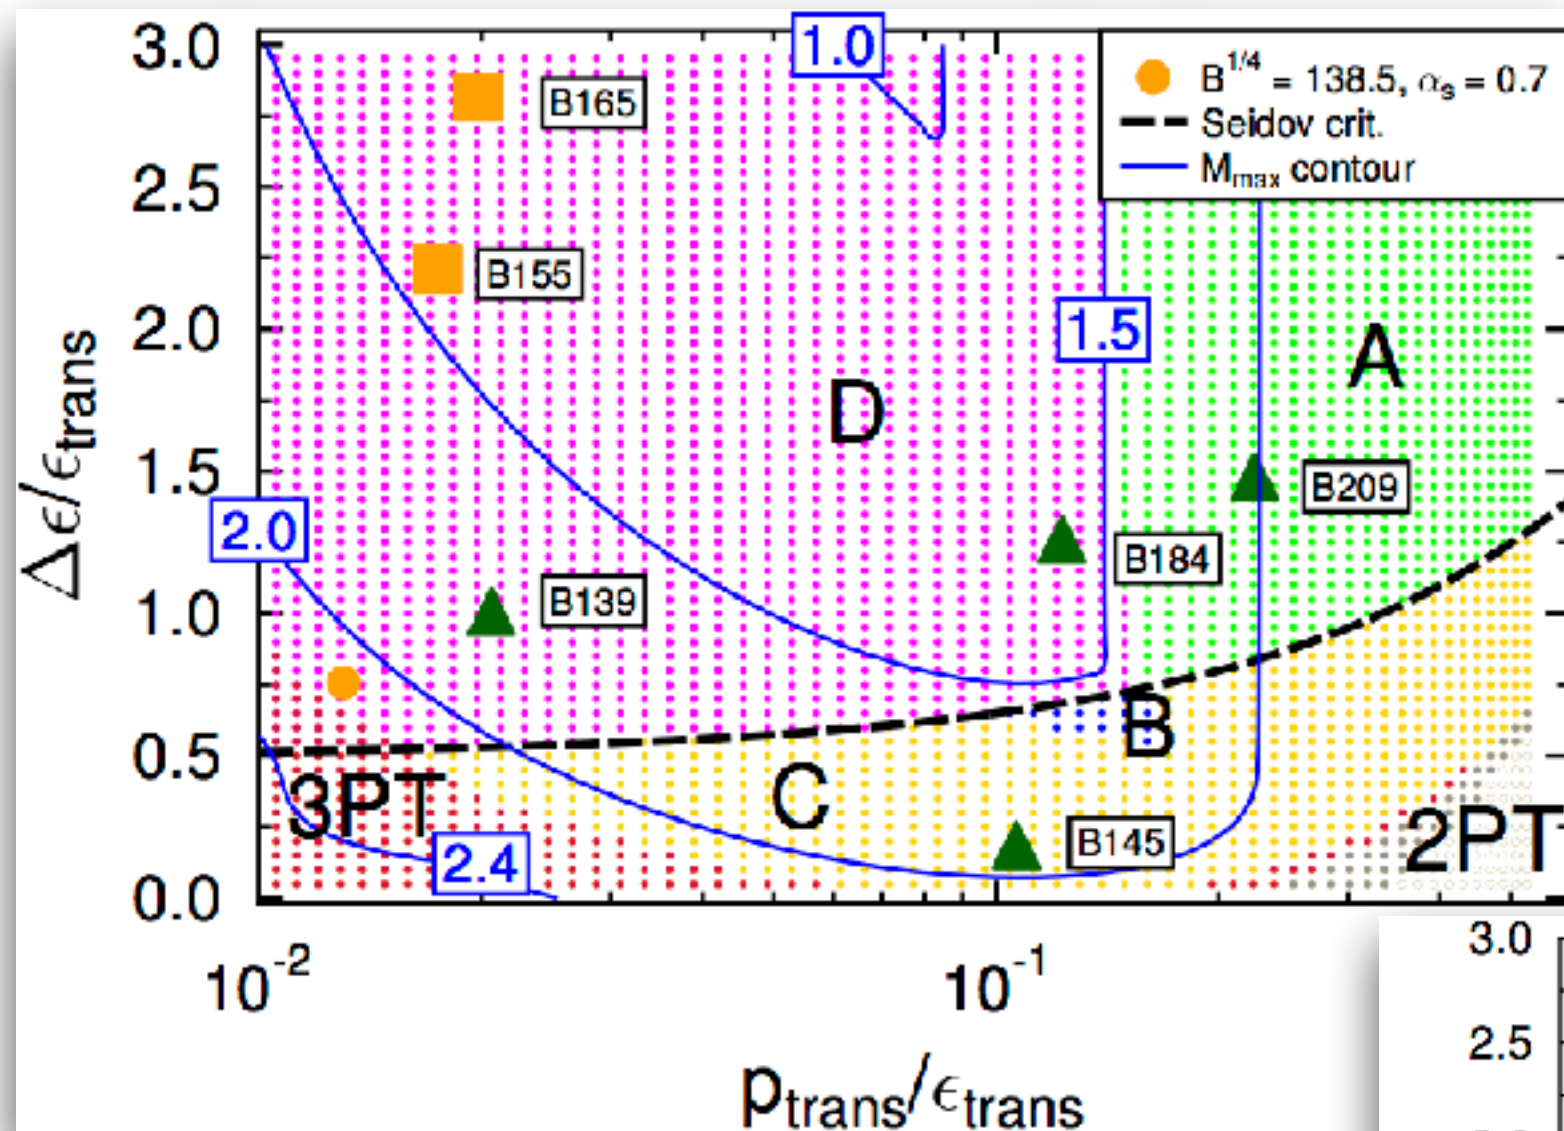 3.0
2.5
2.0
1.5
1.0
0.5
0.0
Δϵ/ϵtrans
10⁻²
10⁻¹
ptrans/ϵtrans
1.0
B^1/4 = 138.5, αs = 0.7
Seidov crit.
Mmax contour
B165
B155
1.5
A
D
B209
2.0
B184
B139
B
3PT
C
2.4
B145
2PT
3.0
2.5